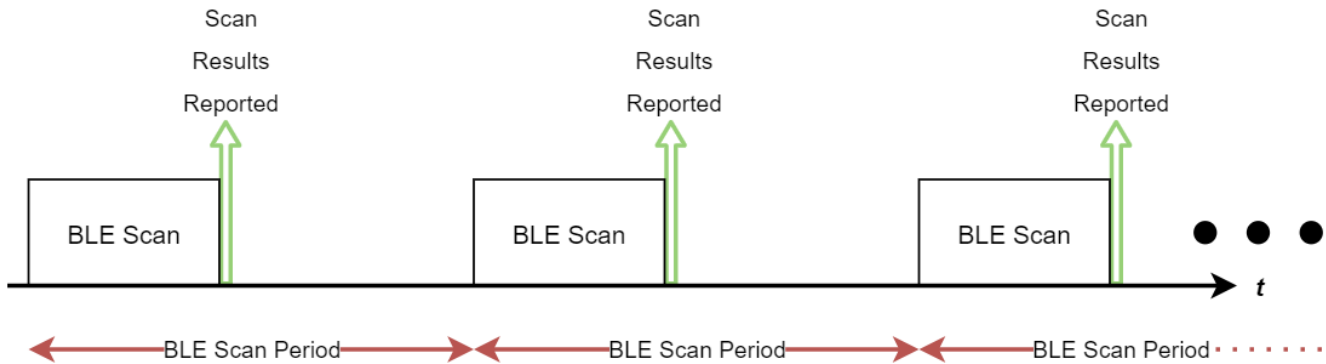 Scan
Results
Reported
Scan
Results
Reported
Scan
Results
Reported
BLE Scan
BLE Scan
BLE Scan
t
BLE Scan Period
BLE Scan Period
BLE Scan Period